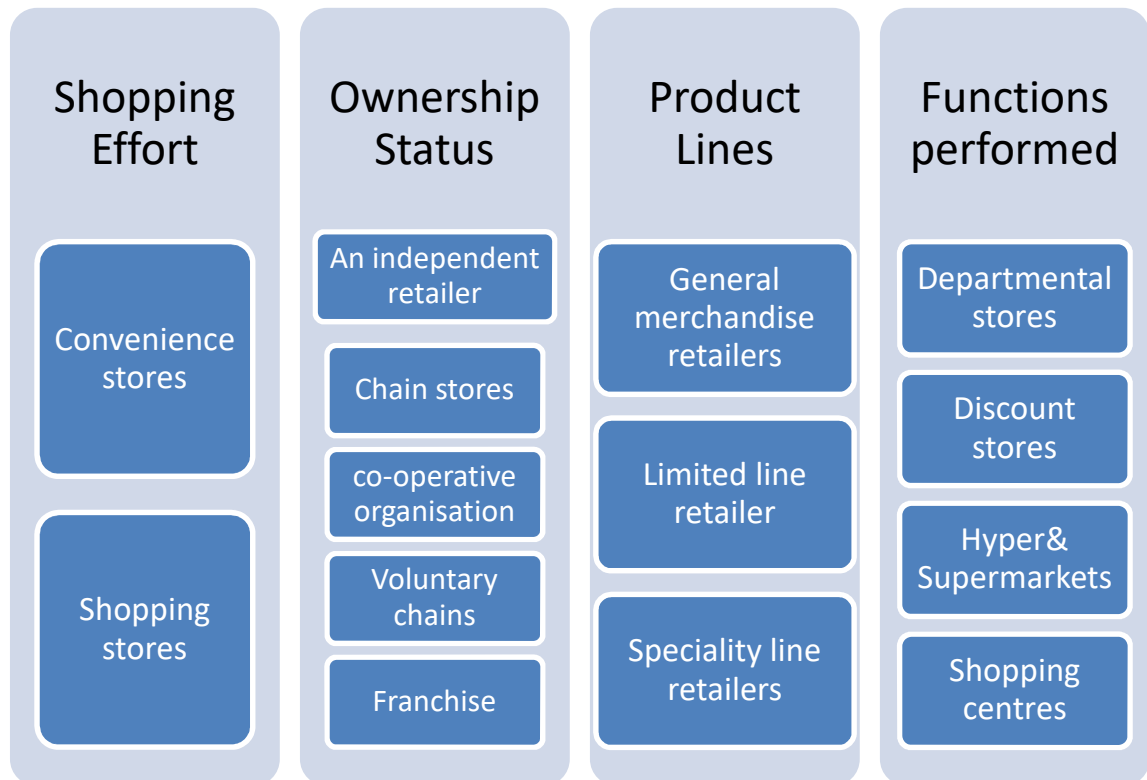 Shopping
Effort
Convenience
stores
Shopping
stores
Ownership
Status
An independent
retailer
Chain stores
co-operative
organisation
Voluntary
chains
Franchise
Product
Lines
General
merchandise
retailers
Limited line
retailer
Speciality line
retailers
Functions
performed
Departmental
stores
Discount
stores
Hyper&
Supermarkets
Shopping
centres